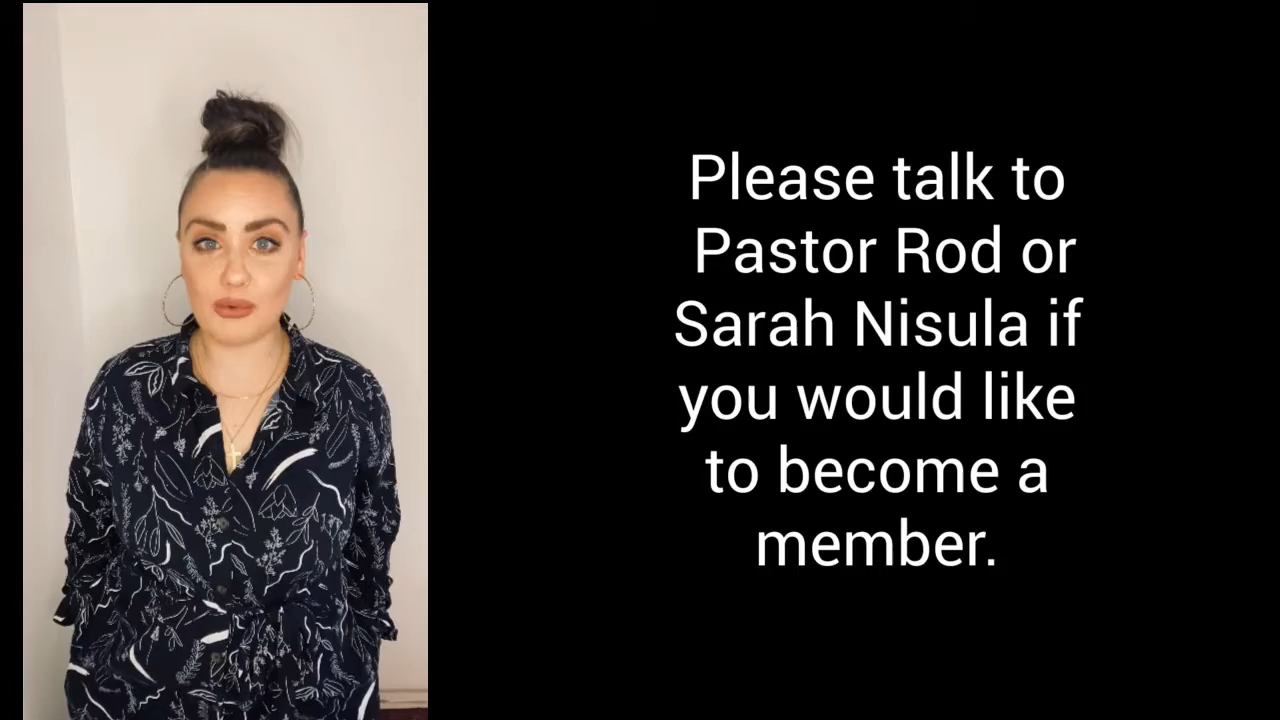 Please talk to
Pastor Rod or
Sarah Nisula if
you would like
to become a
member.